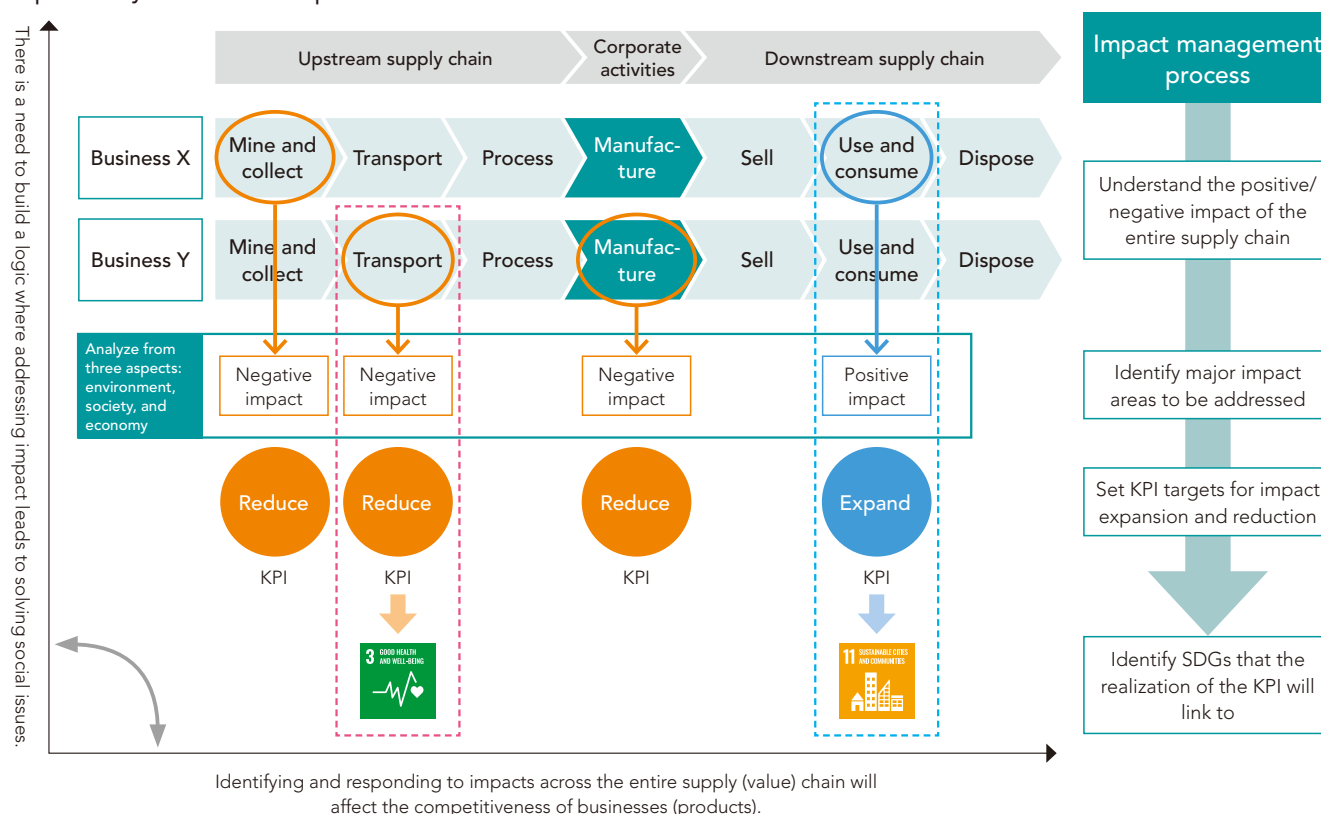 There is a need to build a logic where addressing impact leads to solving social issues.
Upstream supply chain
Corporate
activities
Downstream supply chain
Business X
Mine and
collect
Transport
Process
Manufac-
ture
Sell
Use and
consume
Dispose
Business Y
Mine and
collect
Transport
Process
Manufac-
ture
Sell
Use and
consume
Dispose
Analyze from
three aspects:
environment,
society, and
economy
Negative
impact
Negative
impact
Negative
impact
Positive
impact
Reduce
Reduce
Reduce
Expand
KPI
KPI
KPI
KPI
3 GOOD HEALTH
AND WELL-BEING
11 SUSTAINABLE CITIES
AND COMMUNITIES
Identifying and responding to impacts across the entire supply (value) chain will
affect the competitiveness of businesses (products).
Impact management
process
Understand the positive/
negative impact of the
entire supply chain
Identify major impact
areas to be addressed
Set KPI targets for impact
expansion and reduction
Identify SDGs that the
realization of the KPI will
link to